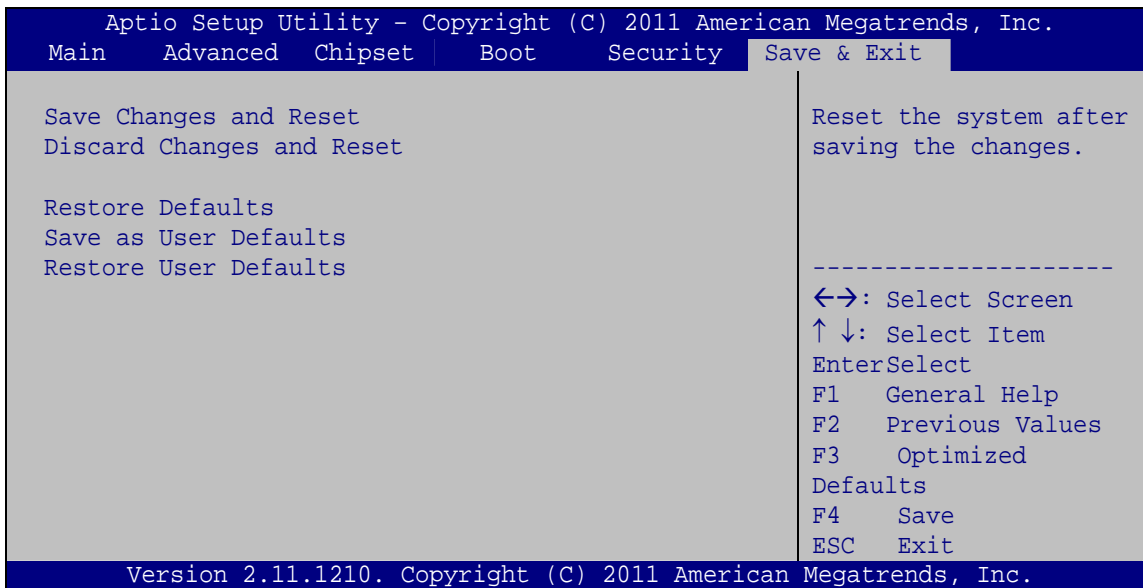 Aptio Setup Utility – Copyright (C) 2011 American Megatrends, Inc.
Main Advanced Chipset Boot Security Save & Exit
Save Changes and Reset
Discard Changes and Reset
Restore Defaults
Save as User Defaults
Restore User Defaults
Reset the system after
saving the changes.
---------------------
←→: Select Screen
↑ ↓: Select Item
EnterSelect
F1 General Help
F2 Previous Values
F3 Optimized
Defaults
F4 Save
ESC Exit
Version 2.11.1210. Copyright (C) 2011 American Megatrends, Inc.